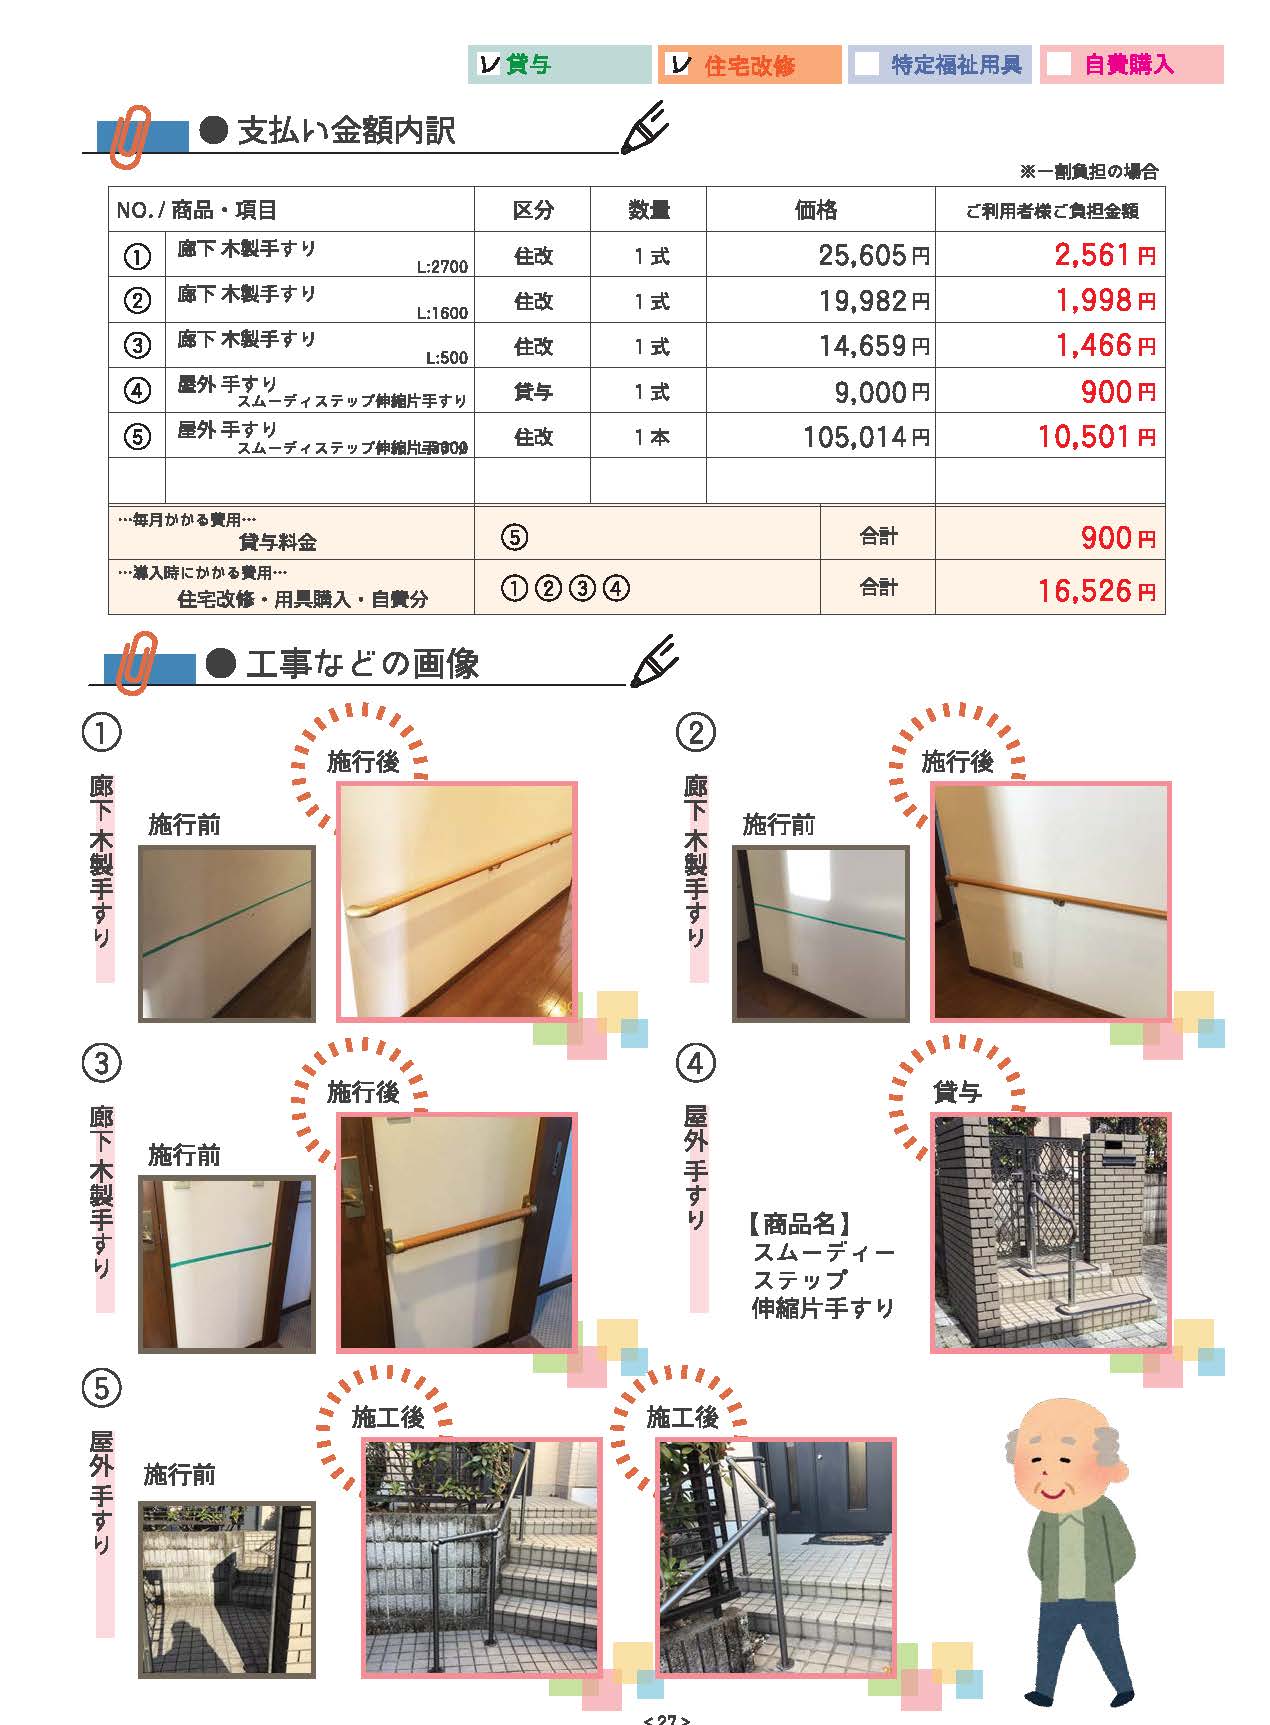 レ 貸与 レ 住宅改修 特定福祉用具 自費購入
● 支払い金額内訳
※一割負担の場合
NO./商品・項目 区分 数量 価格 ご利用者様ご負担金額
① 廊下 木製手すり L:2700 住改 1式 25,605円 2,561円
② 廊下 木製手すり L:1600 住改 1式 19,982円 1,998円
③ 廊下 木製手すり L:500 住改 1式 14,659円 1,466円
④ 屋外 手すり スムーディステップ伸縮片手すり 貸与 1式 9,000円 900円
⑤ 屋外 手すり スムーディステップ伸縮片手すり 住改 1本 105,014円 10,501円
…毎月かかる費用…
貸与料金 ⑤ 合計 900円
…導入時にかかる費用…
住宅改修・用具購入・自費分 ①②③④ 合計 16,526円
● 工事などの画像
①
廊下 木製手すり
施行前
施行後
②
廊下 木製手すり
施行前
施行後
③
廊下 木製手すり
施行前
施行後
④
屋外 手すり
貸与
【商品名】
スムーディー
ステップ
伸縮片手すり
⑤
屋外 手すり
施行前
施工後
施工後
<27>